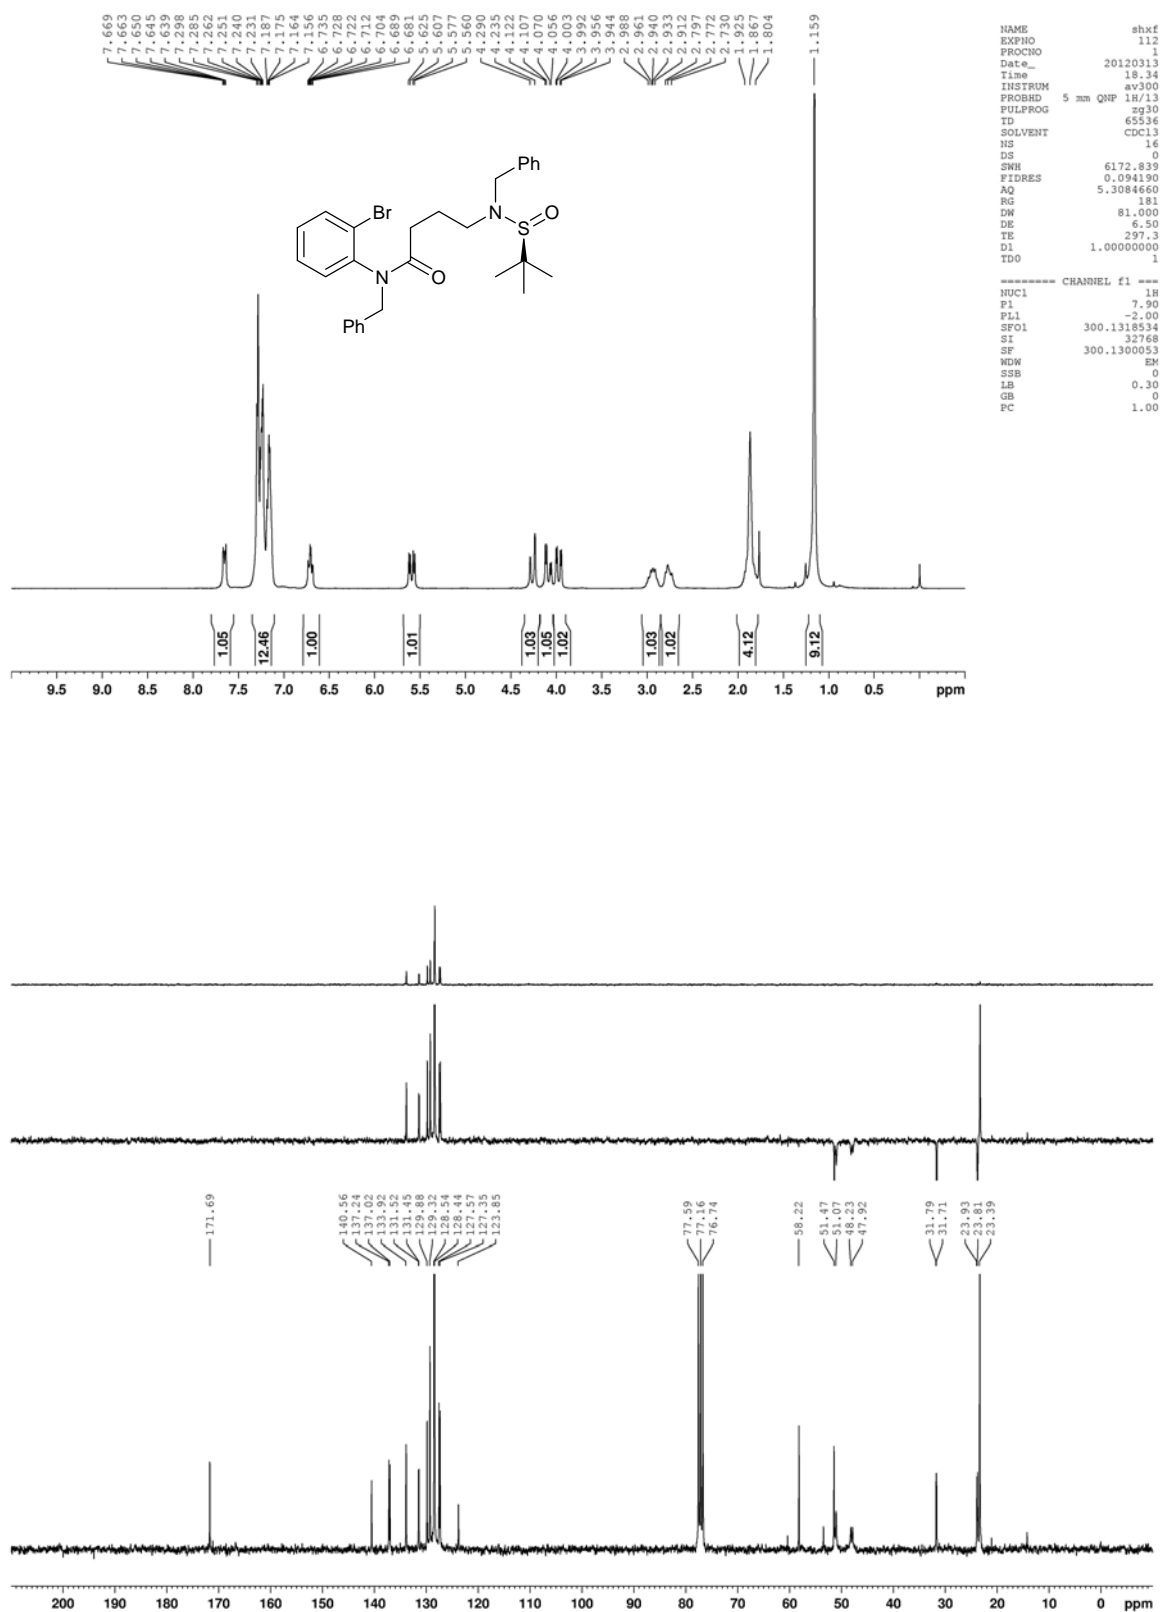 7.669
7.663
7.650
7.645
7.639
7.298
7.285
7.262
7.251
7.240
7.231
7.187
7.175
7.164
7.156
6.735
6.728
6.722
6.712
6.704
6.689
6.681
5.625
5.607
5.577
5.560
4.290
4.235
4.122
4.107
4.070
4.056
4.003
3.992
3.956
3.944
2.988
2.961
2.940
2.933
2.912
2.797
2.772
2.730
1.925
1.867
1.804
1.159
NAME shxf
EXPNO 112
PROCNO 1
Date_ 20120313
Time 18.34
INSTRUM av300
PROBHD 5 mm QNP 1H/13
PULPROG zg30
TD 65536
SOLVENT CDCl3
NS 16
DS 0
SWH 6172.839
FIDRES 0.094190
AQ 5.3084660
RG 181
DW 81.000
DE 6.50
TE 297.3
D1 1.00000000
TD0 1
======== CHANNEL f1 ===
NUC1 1H
P1 7.90
PL1 -2.00
SFO1 300.1318534
SI 32768
SF 300.1300053
WDW EM
SSB 0
LB 0.30
GB 0
PC 1.00
Ph
Br
N
O
S
N
O
Ph
1.05
12.46
1.00
1.01
1.03
1.05
1.02
1.03
1.02
4.12
9.12
9.5 9.0 8.5 8.0 7.5 7.0 6.5 6.0 5.5 5.0 4.5 4.0 3.5 3.0 2.5 2.0 1.5 1.0 0.5 ppm
171.69
140.56
137.24
137.02
133.92
131.52
131.45
129.88
129.32
128.54
128.44
127.57
127.35
123.85
77.59
77.16
76.74
58.22
51.47
51.07
48.23
47.92
31.79
31.71
23.93
23.81
23.39
200 190 180 170 160 150 140 130 120 110 100 90 80 70 60 50 40 30 20 10 0 ppm